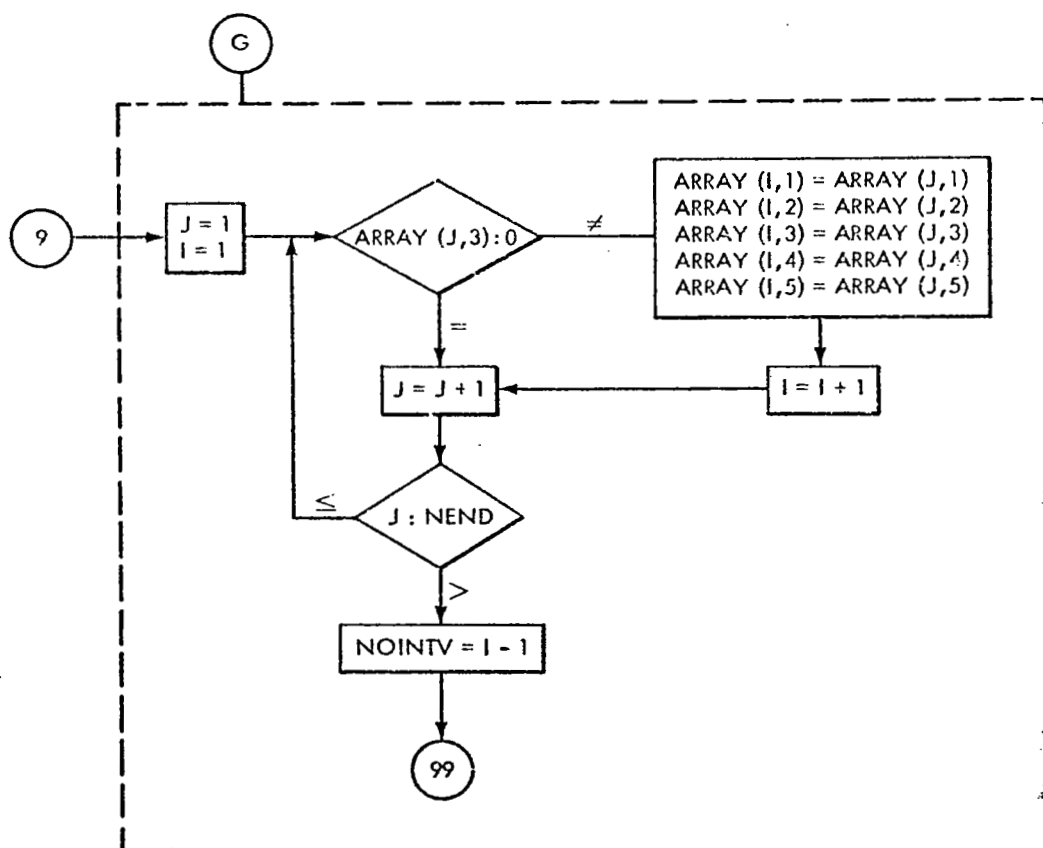 G
9
J = 1
I = 1
ARRAY (J,3) : 0
≠
ARRAY (I,1) = ARRAY (J,1)
ARRAY (I,2) = ARRAY (J,2)
ARRAY (I,3) = ARRAY (J,3)
ARRAY (I,4) = ARRAY (J,4)
ARRAY (I,5) = ARRAY (J,5)
=
J = J + 1
I = I + 1
≤
J : NEND
>
NOINTV = I - 1
99